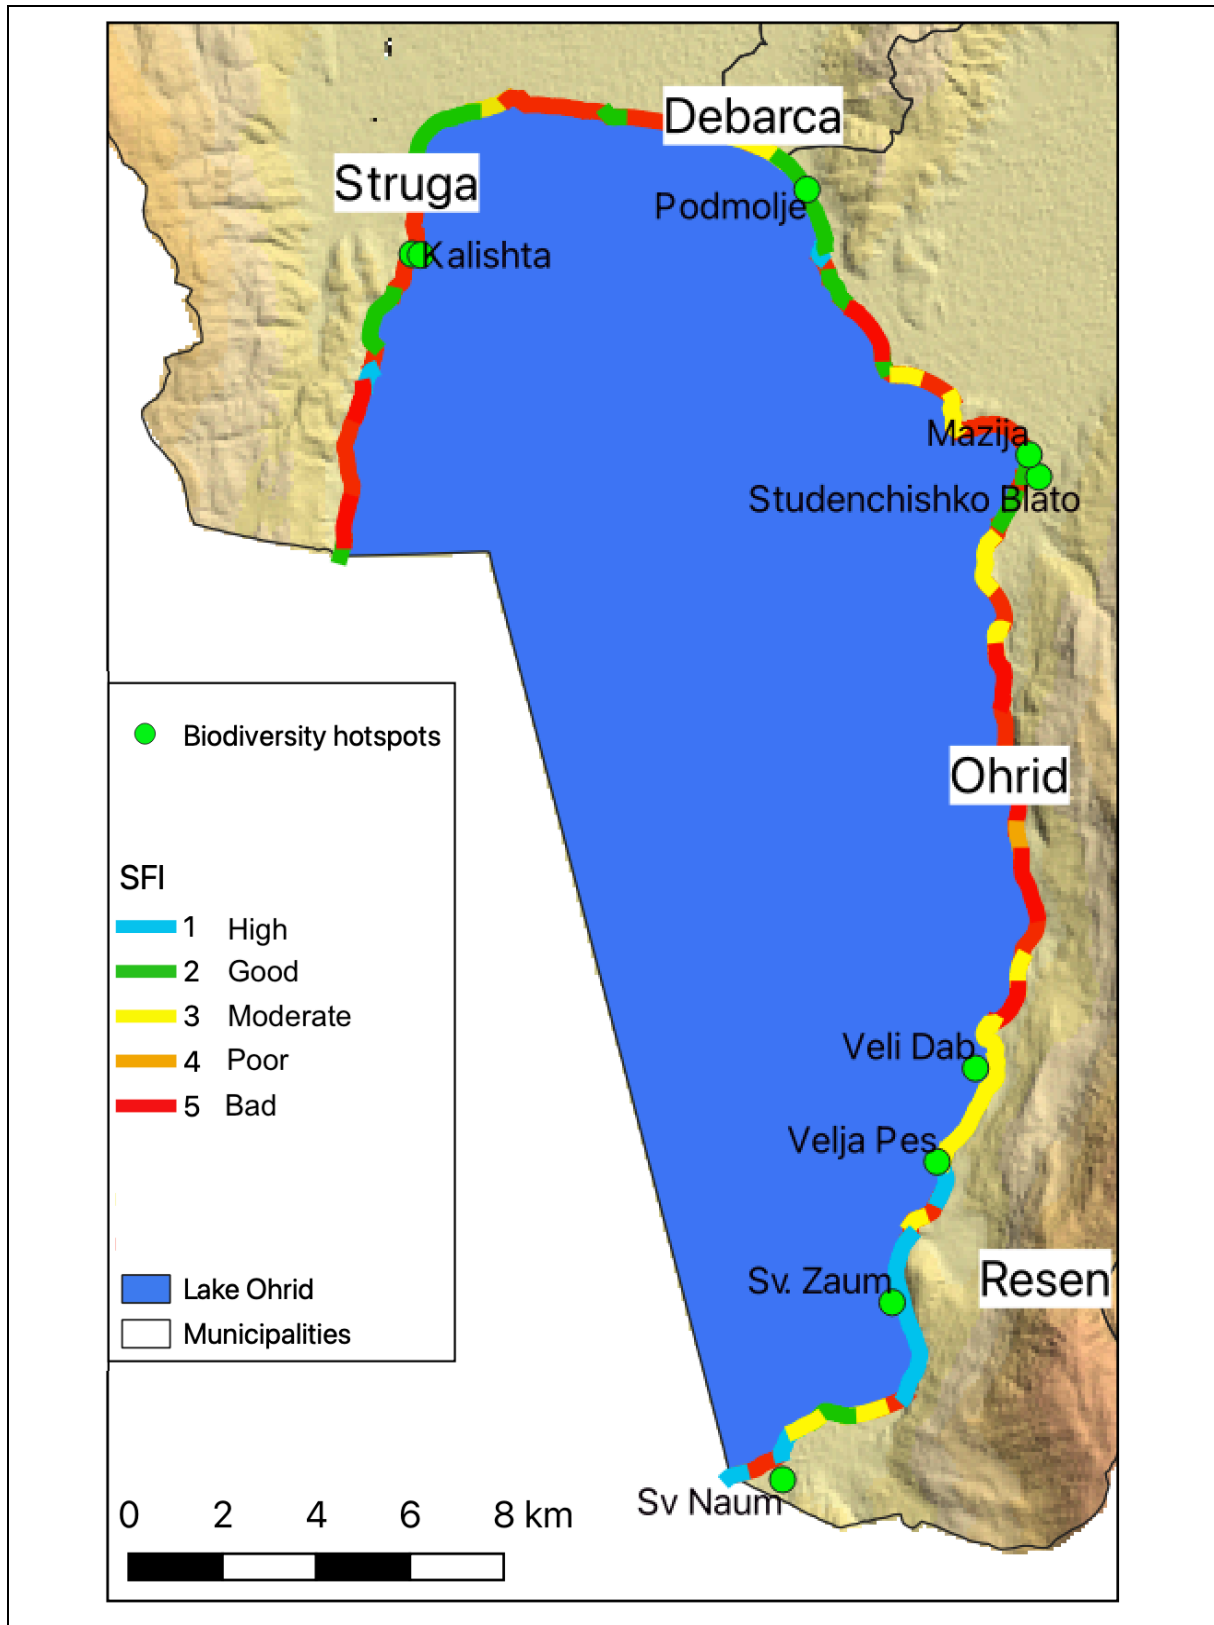 Debarca
Struga
Podmolje
Kalishta
Mazija
Studenchishko Blato
Biodiversity hotspots
Ohrid
SFI
1 High
2 Good
3 Moderate
4 Poor
5 Bad
Veli Dab
Velja Pes
Sv. Zaum
Resen
Lake Ohrid
Municipalities
Sv Naum
0 2 4 6 8 km